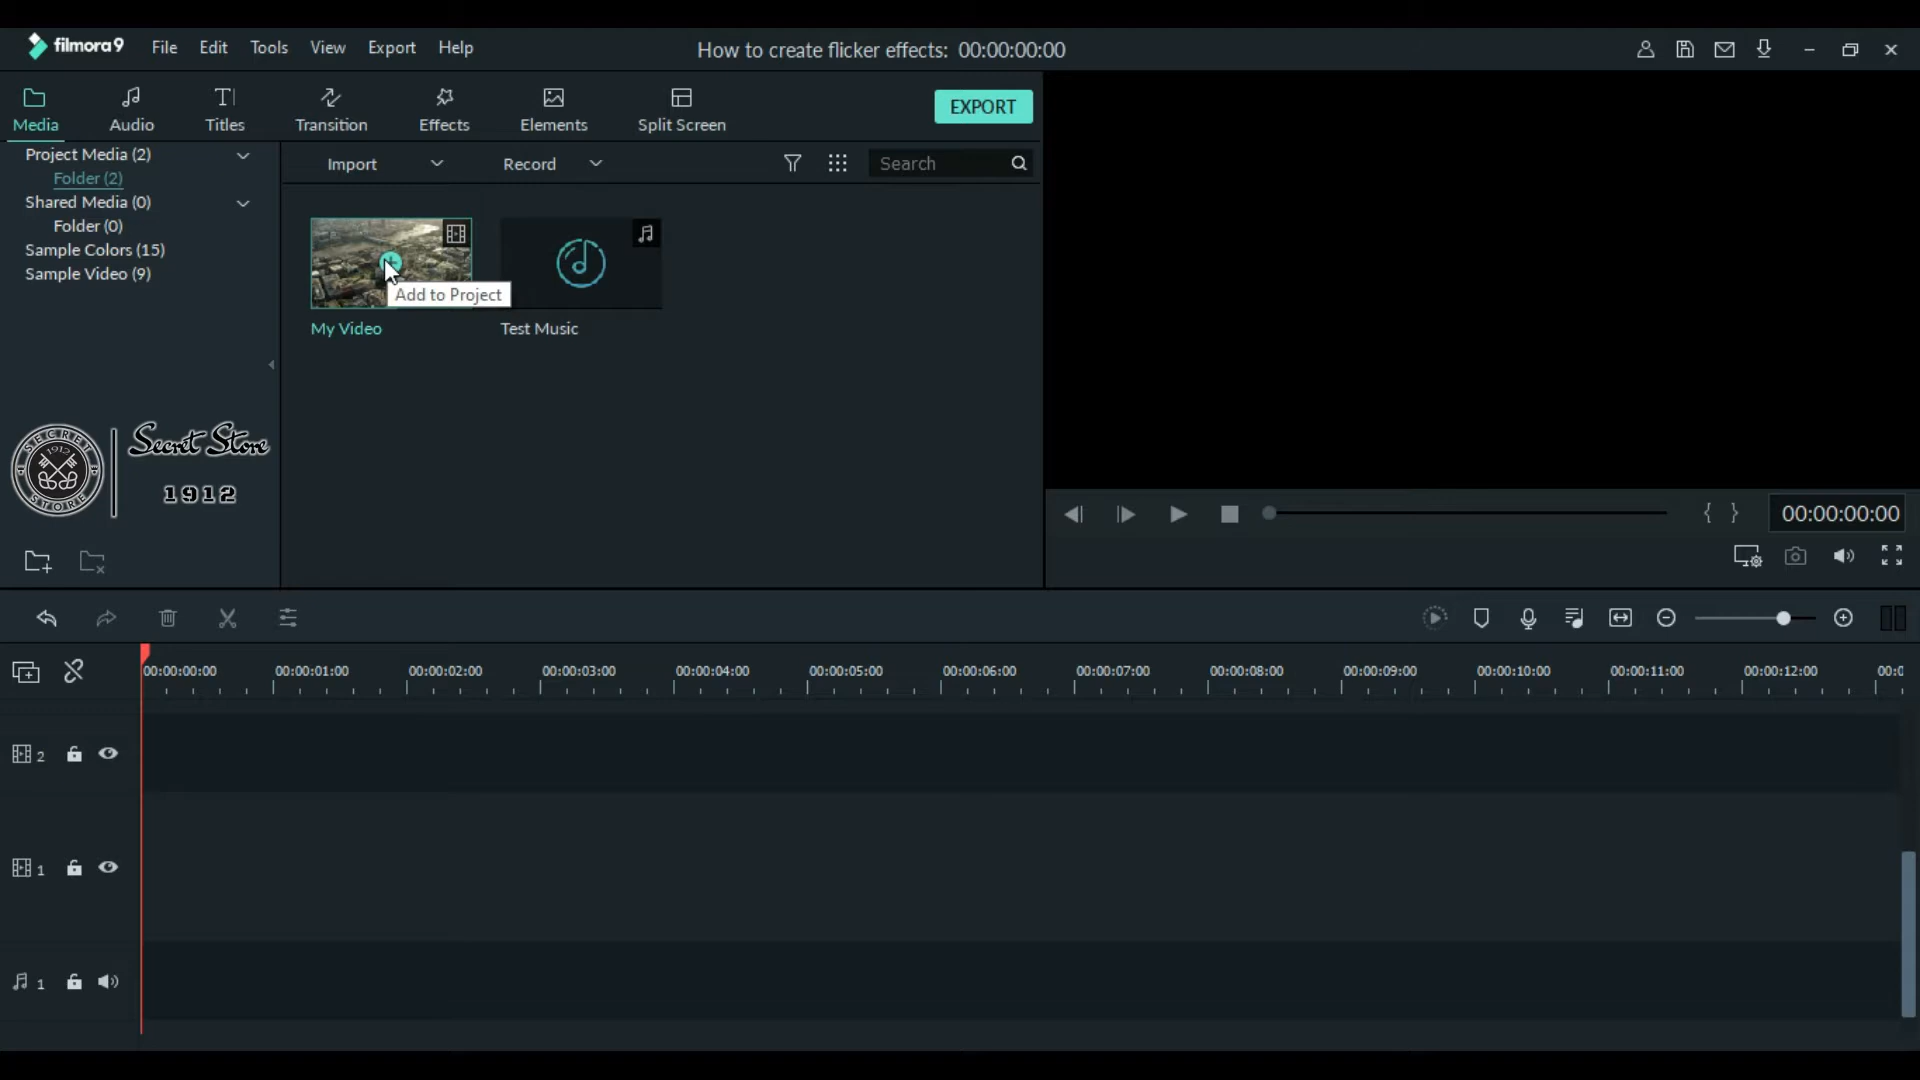 filmora9 File Edit Tools View Export Help How to create flicker effects: 00:00:00:00
Media Audio Titles Transition Effects Elements Split Screen EXPORT
Project Media (2)
Folder (2)
Shared Media (0)
Folder (0)
Sample Colors (15)
Sample Video (9)
Import Record Search
Add to Project
My Video Test Music
SECRET STORE 1912
Secret Store
1912
00:00:00:00
00:00:00:00 00:00:01:00 00:00:02:00 00:00:03:00 00:00:04:00 00:00:05:00 00:00:06:00 00:00:07:00 00:00:08:00 00:00:09:00 00:00:10:00 00:00:11:00 00:00:12:00 00:0
2
1
1